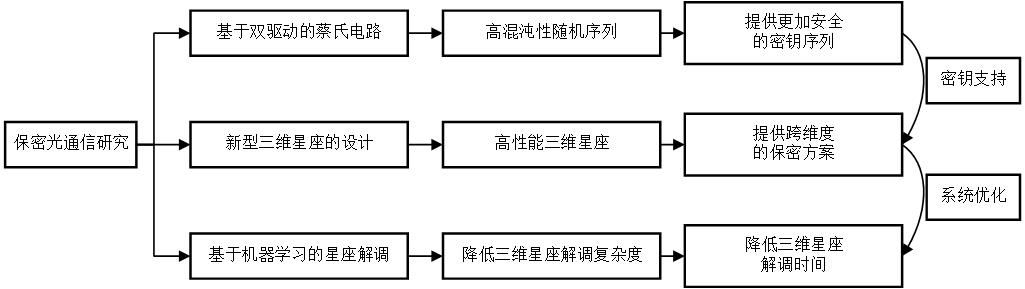 基于双驱动的蔡氏电路
高混沌性随机序列
提供更加安全
的密钥序列
密钥支持
保密光通信研究
新型三维星座的设计
高性能三维星座
提供跨维度
的保密方案
系统优化
基于机器学习的星座解调
降低三维星座解调复杂度
降低三维星座
解调时间